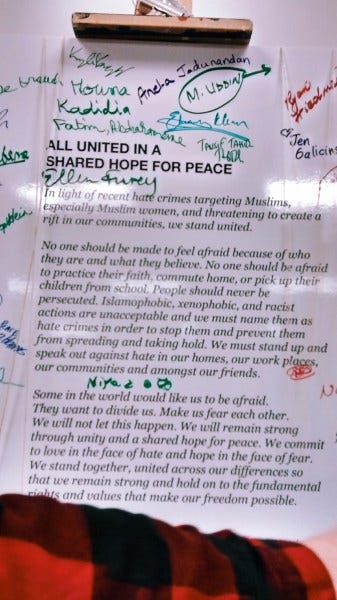 Houria
Kadidia
Aneha Jadunandan
M. UDDIN
Jen
ALL UNITED IN A
SHARED HOPE FOR PEACE
Ellen Furey
In light of recent hate crimes targeting Muslims,
especially Muslim women, and threatening to create a
rift in our communities, we stand united.
No one should be made to feel afraid because of who
they are and what they believe. No one should be afraid
to practice their faith, commute home, or pick up their
children from school. People should never be
persecuted. Islamophobic, xenophobic, and racist
actions are unacceptable and we must name them as
hate crimes in order to stop them and prevent them
from spreading and taking hold. We must stand up and
speak out against hate in our homes, our work places,
our communities and amongst our friends.
Some in the world would like us to be afraid.
They want to divide us. Make us fear each other.
We will not let this happen. We will remain strong
through unity and a shared hope for peace. We commit
to love in the face of hate and hope in the face of fear.
We stand together, united across our differences so
that we remain strong and hold on to the fundamental
rights and values that make our freedom possible.